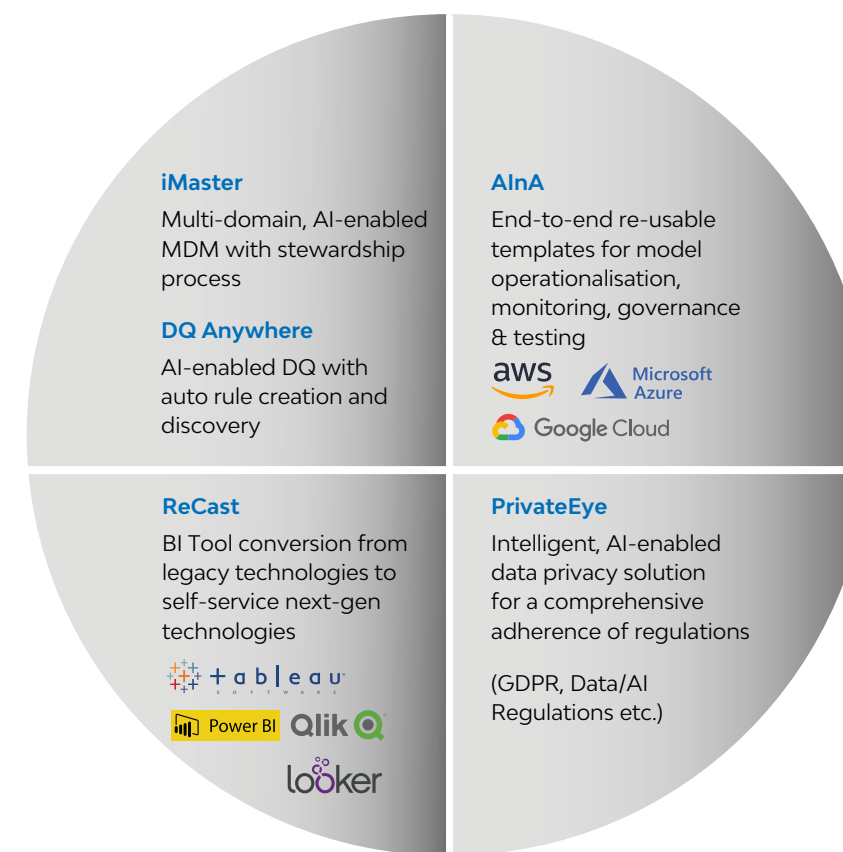 iMaster
Multi-domain, AI-enabled
MDM with stewardship
process
DQ Anywhere
AI-enabled DQ with
auto rule creation and
discovery
AInA
End-to-end re-usable
templates for model
operationalisation,
monitoring, governance
& testing
aws
Microsoft
Azure
Google Cloud
ReCast
BI Tool conversion from
legacy technologies to
self-service next-gen
technologies
tableau
SOFTWARE
Power BI
Qlik
looker
PrivateEye
Intelligent, AI-enabled
data privacy solution
for a comprehensive
adherence of regulations
(GDPR, Data/AI
Regulations etc.)